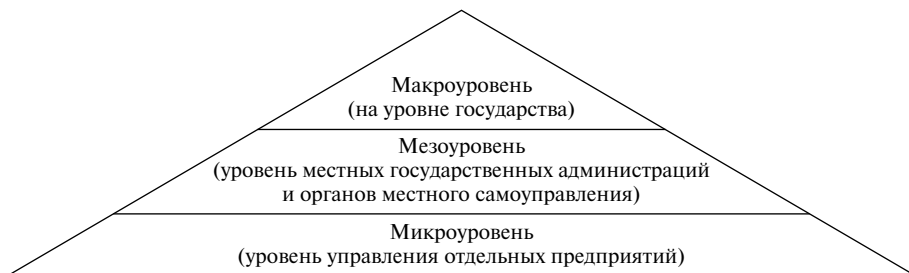 Макроуровень
(на уровне государства)
Мезоуровень
(уровень местных государственных администраций
и органов местного самоуправления)
Микроуровень
(уровень управления отдельных предприятий)